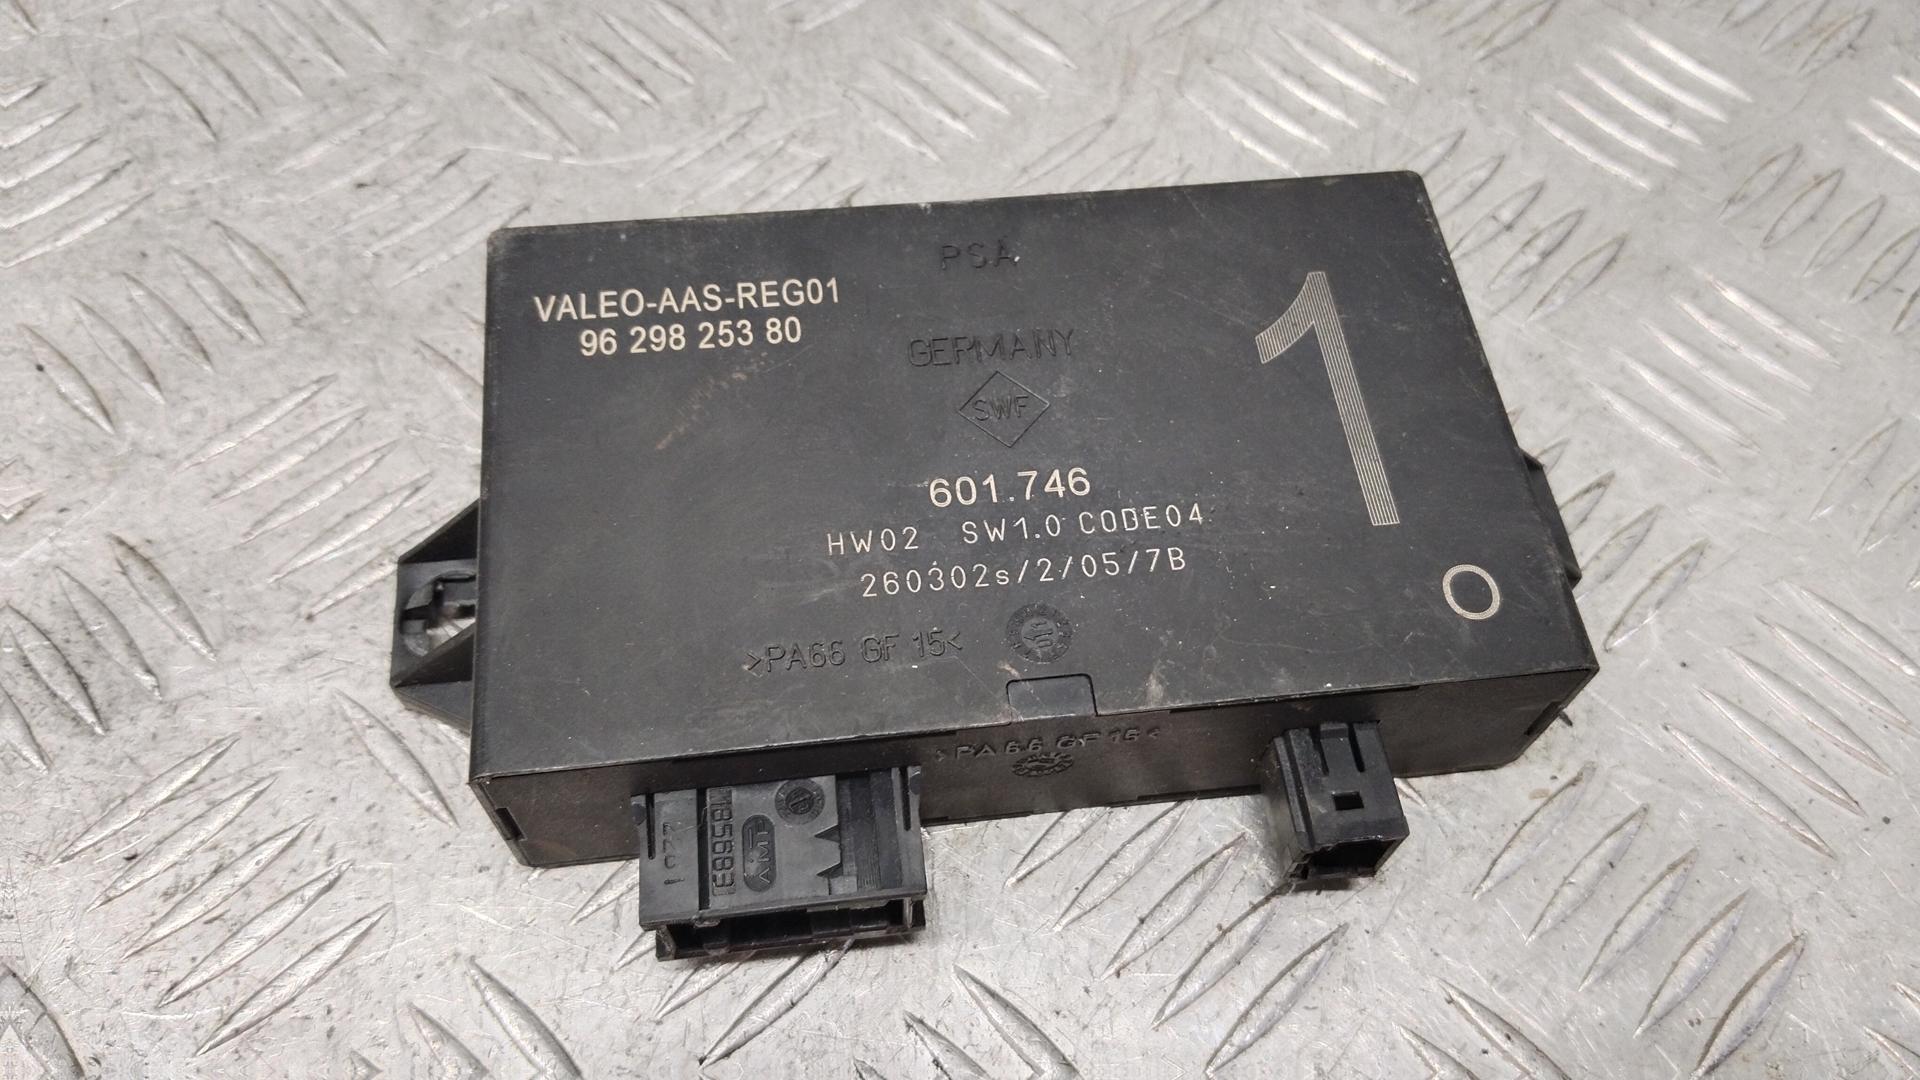 PSA
VALEO-AAS-REG01
96 298 253 80
GERMANY
SWF
1
601.746
HW02 SW1.0 CODE04
260302s/2/05/7B
>PA66 GF 15<
>PA66 GF 15<
AMP